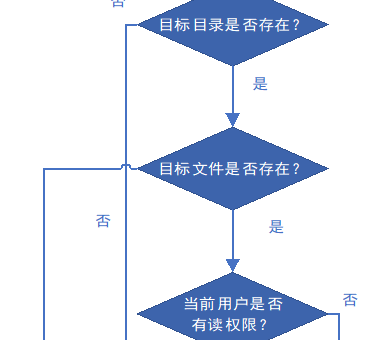 否
目标目录是否存在？
是
目标文件是否存在？
否
是
否
当前用户是否
有读权限？